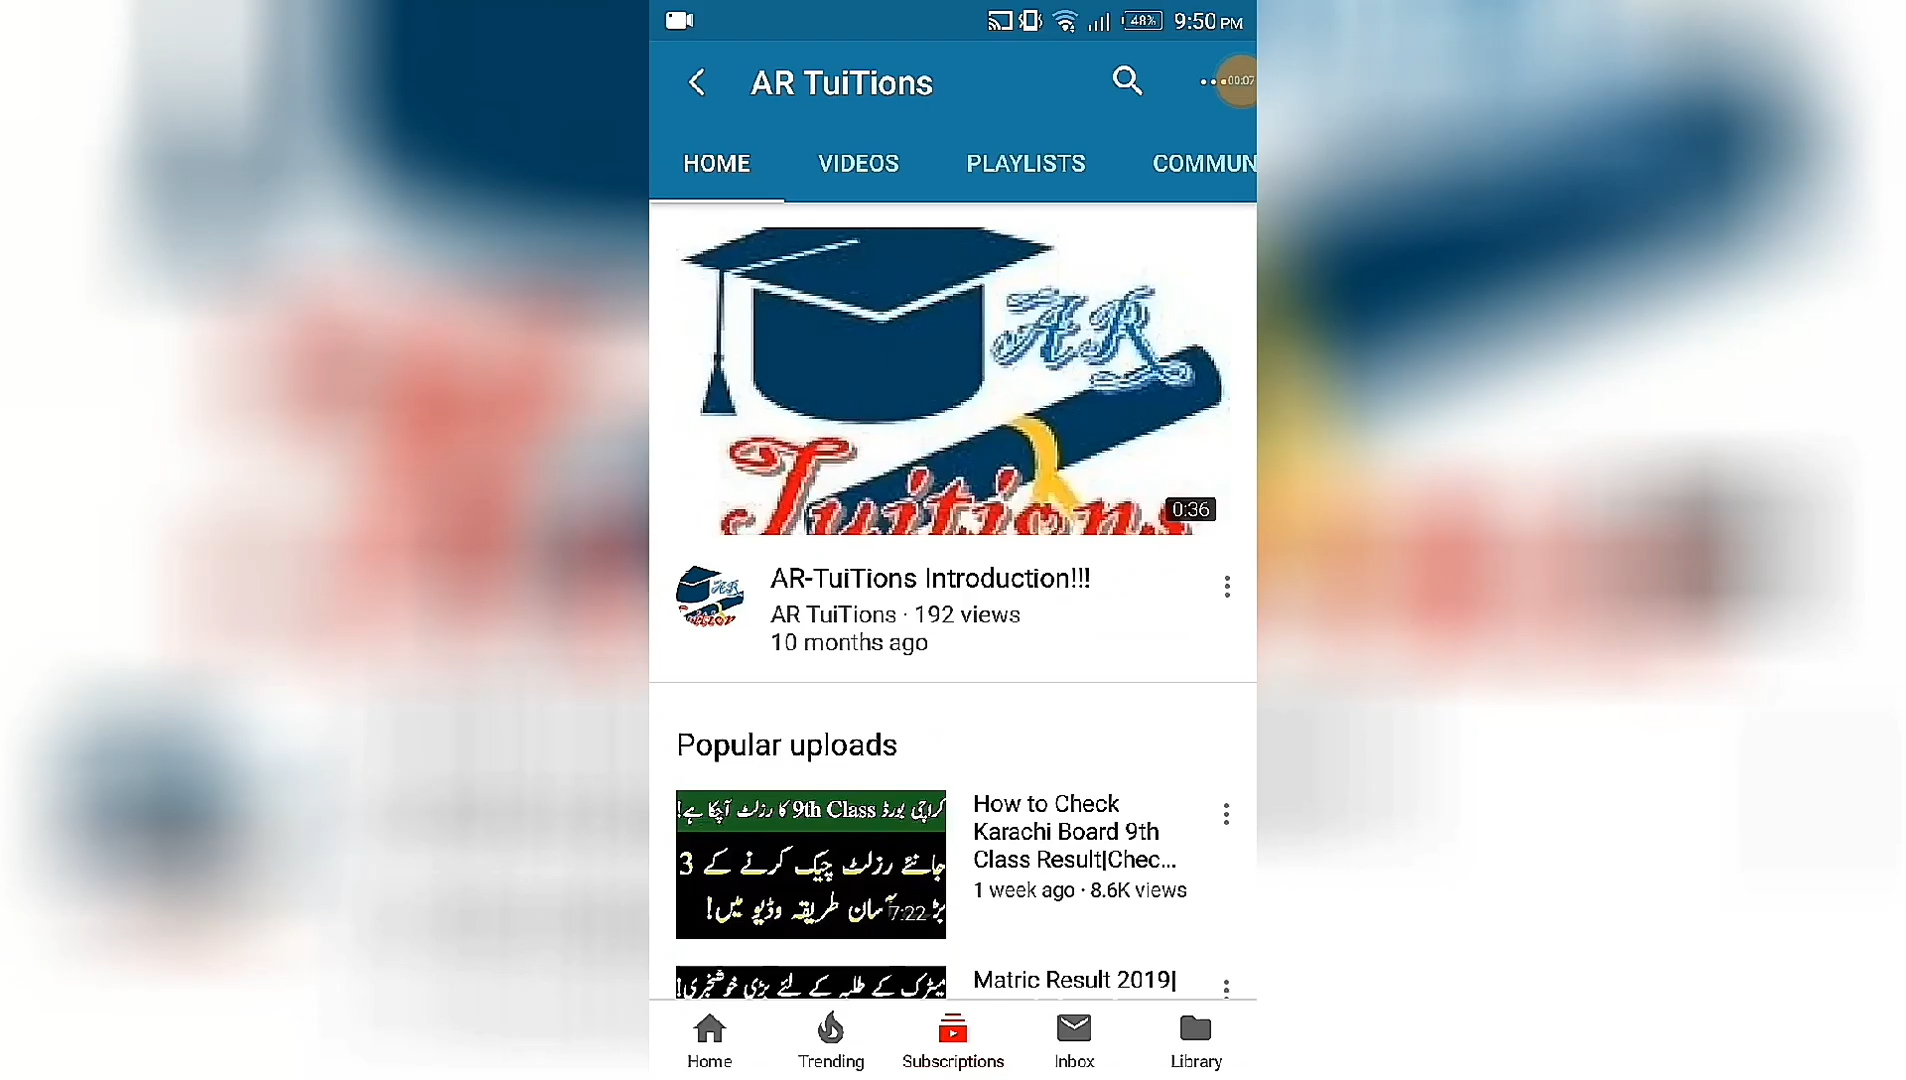 48% 9:50 PM
AR TuiTions
00:07
HOME VIDEOS PLAYLISTS COMMUN
AR
Tuitions
0:36
AR-TuiTions Introduction!!!
AR TuiTions · 192 views
10 months ago
Popular uploads
کراچی بورڈ 9th Class کا رزلٹ آچکا ہے!
جانئے رزلٹ چیک کرنے کے 3
بڑے آسان طریقہ وڈیو میں!
7:22
How to Check
Karachi Board 9th
Class Result|Chec...
1 week ago · 8.6K views
میٹرک کے طلبہ کے لئے بڑی خوشخبری!
Matric Result 2019|
Home Trending Subscriptions Inbox Library